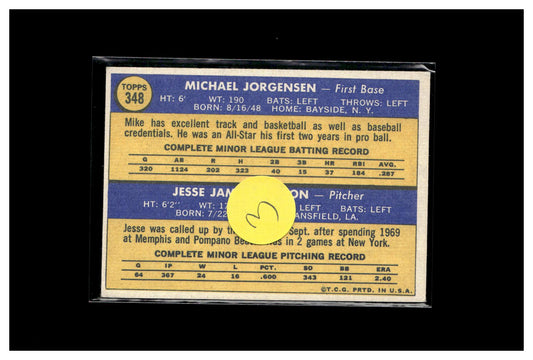 TOPPS
348
MICHAEL JORGENSEN — First Base
HT: 6' WT: 190 BATS: LEFT THROWS: LEFT
BORN: 8/16/48 HOME: BAYSIDE, N. Y.
Mike has excellent track and basketball as well as baseball
credentials. He was an All-Star his first two years in pro ball.
COMPLETE MINOR LEAGUE BATTING RECORD
G AB R H 2B 3B HR RBI AVG.
320 1124 202 323 40 15 37 184 .287
JESSE JAM ON — Pitcher
HT: 6'2" WT: 1 LEFT BATS: LEFT
BORN: 7/22 ANSFIELD, LA.
Jesse was called up by the Sept. after spending 1969
at Memphis and Pompano Bea as in 2 games at New York.
COMPLETE MINOR LEAGUE PITCHING RECORD
G IP W L PCT. SO BB ERA
64 367 24 16 .600 343 121 2.40
©T.C.G. PRTD. IN U.S.A.
3